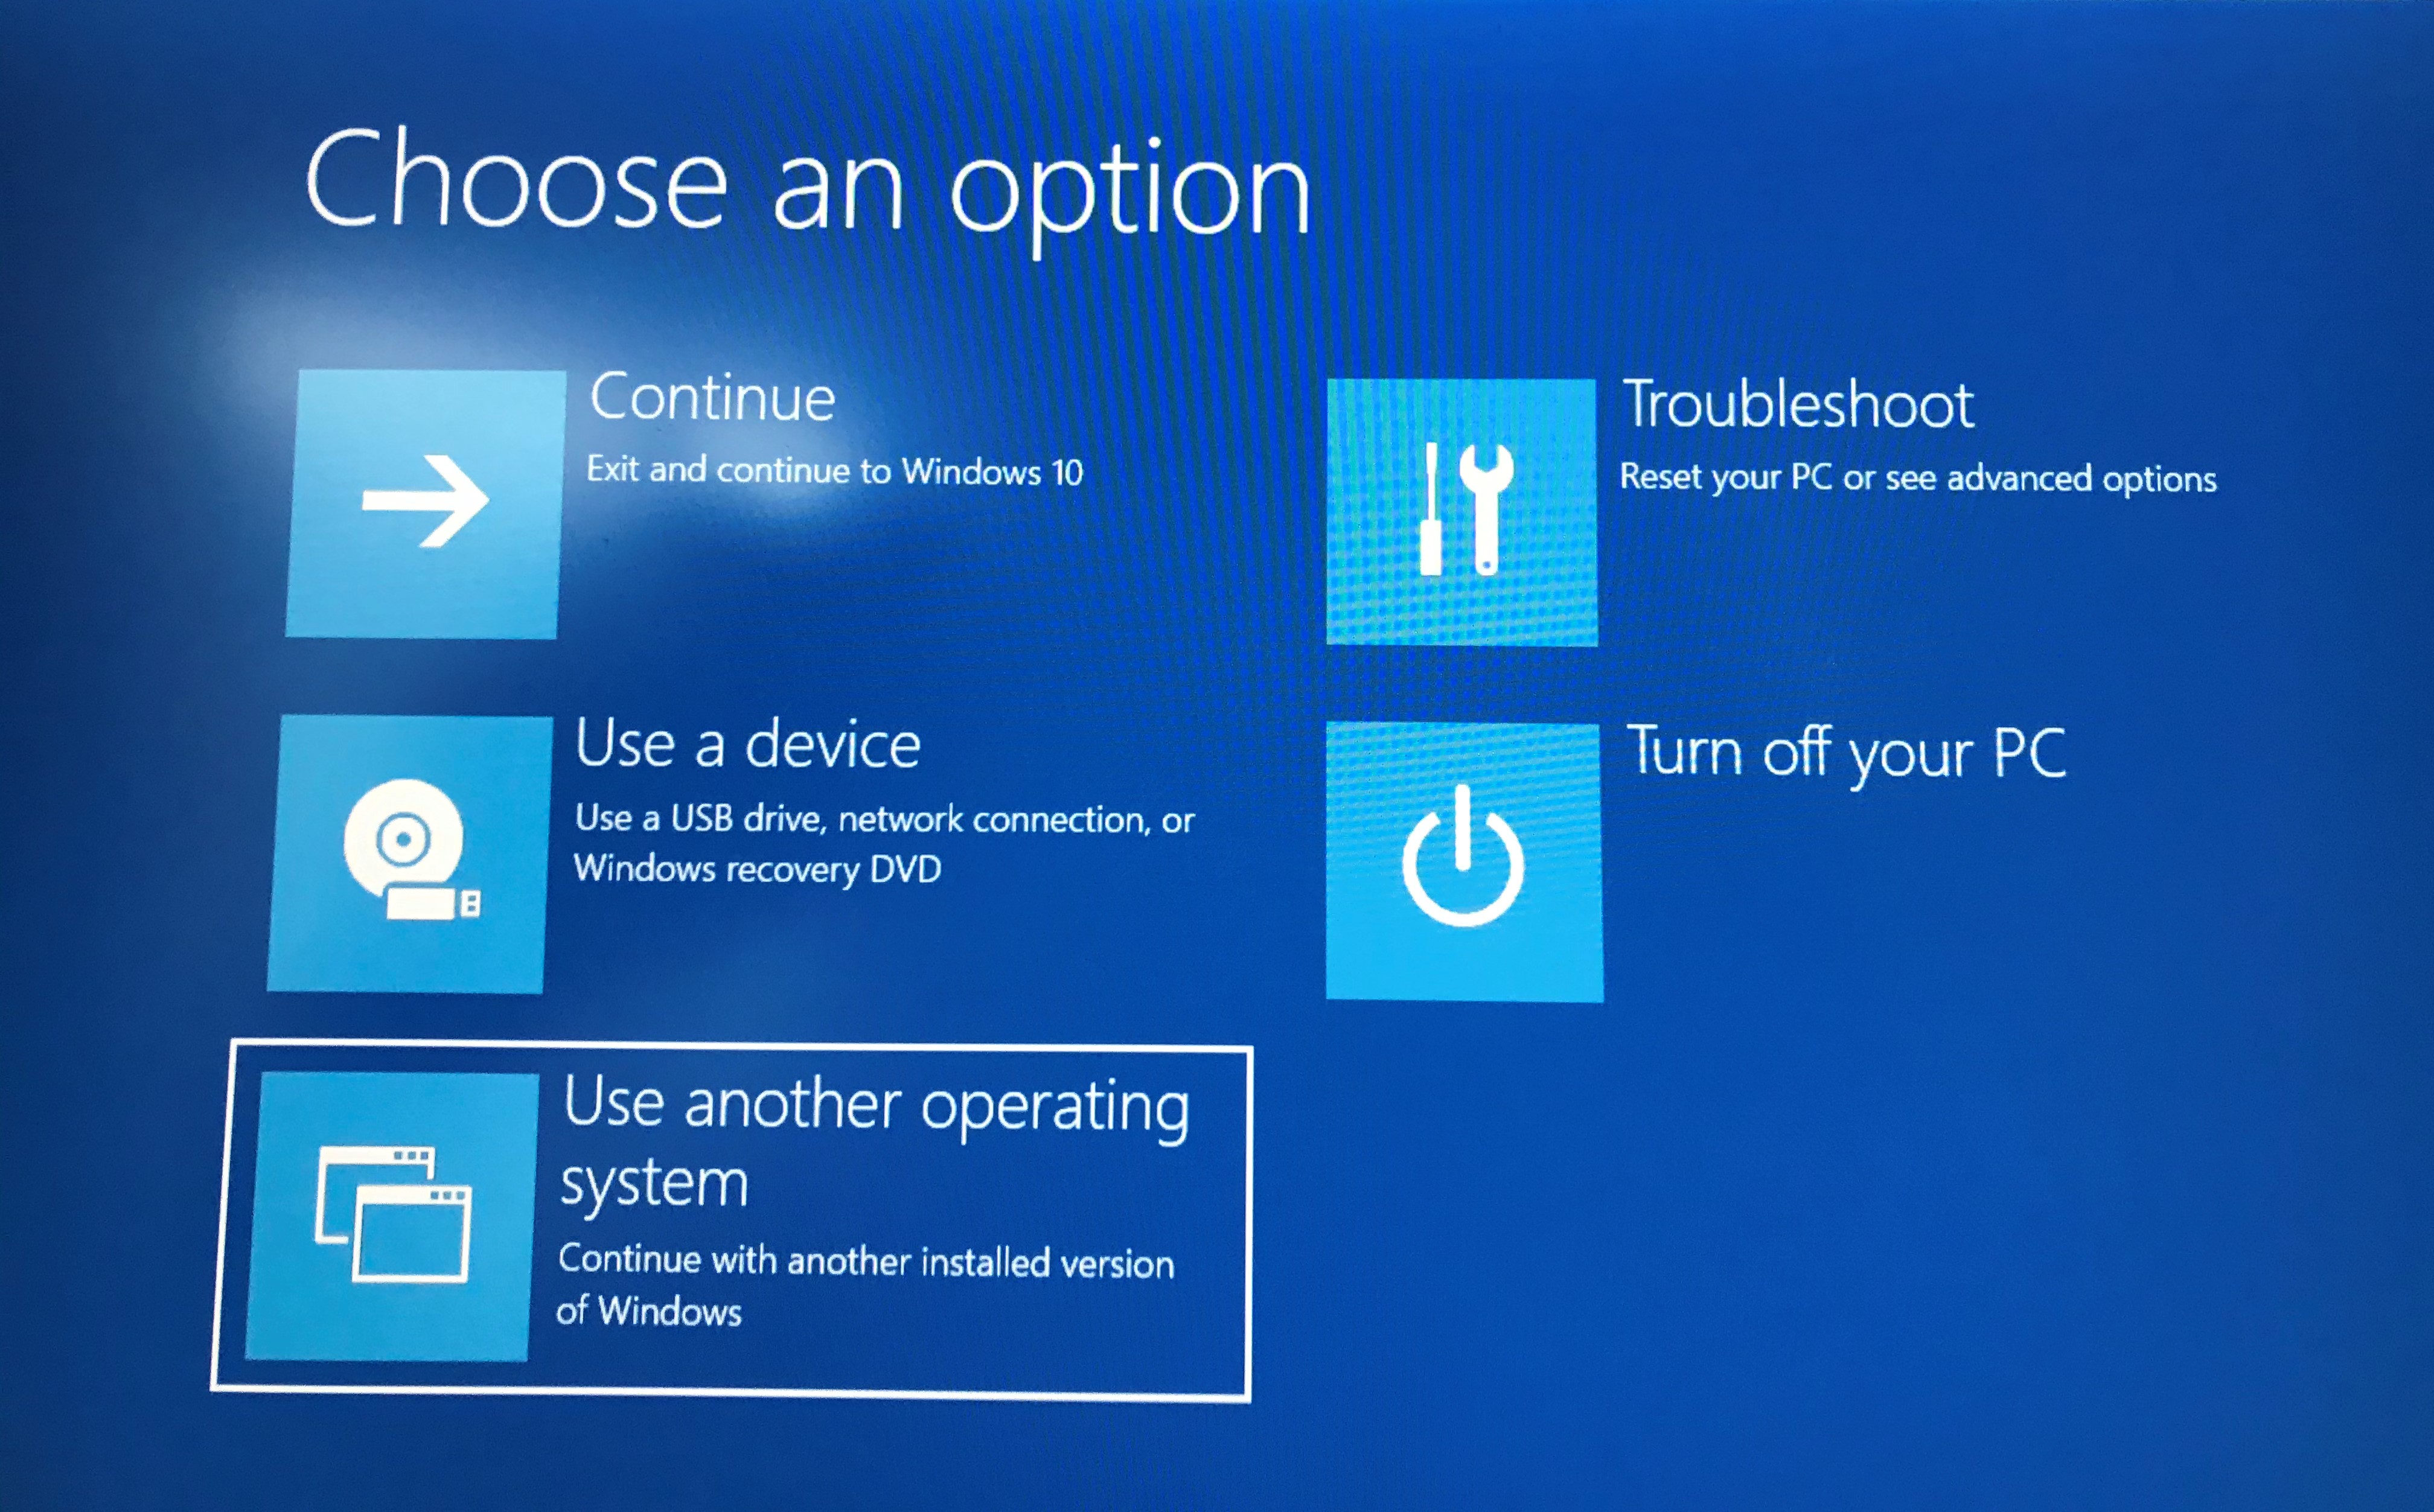 Choose an option
Continue
Exit and continue to Windows 10
Use a device
Use a USB drive, network connection, or
Windows recovery DVD
Use another operating
system
Continue with another installed version
of Windows
Troubleshoot
Reset your PC or see advanced options
Turn off your PC